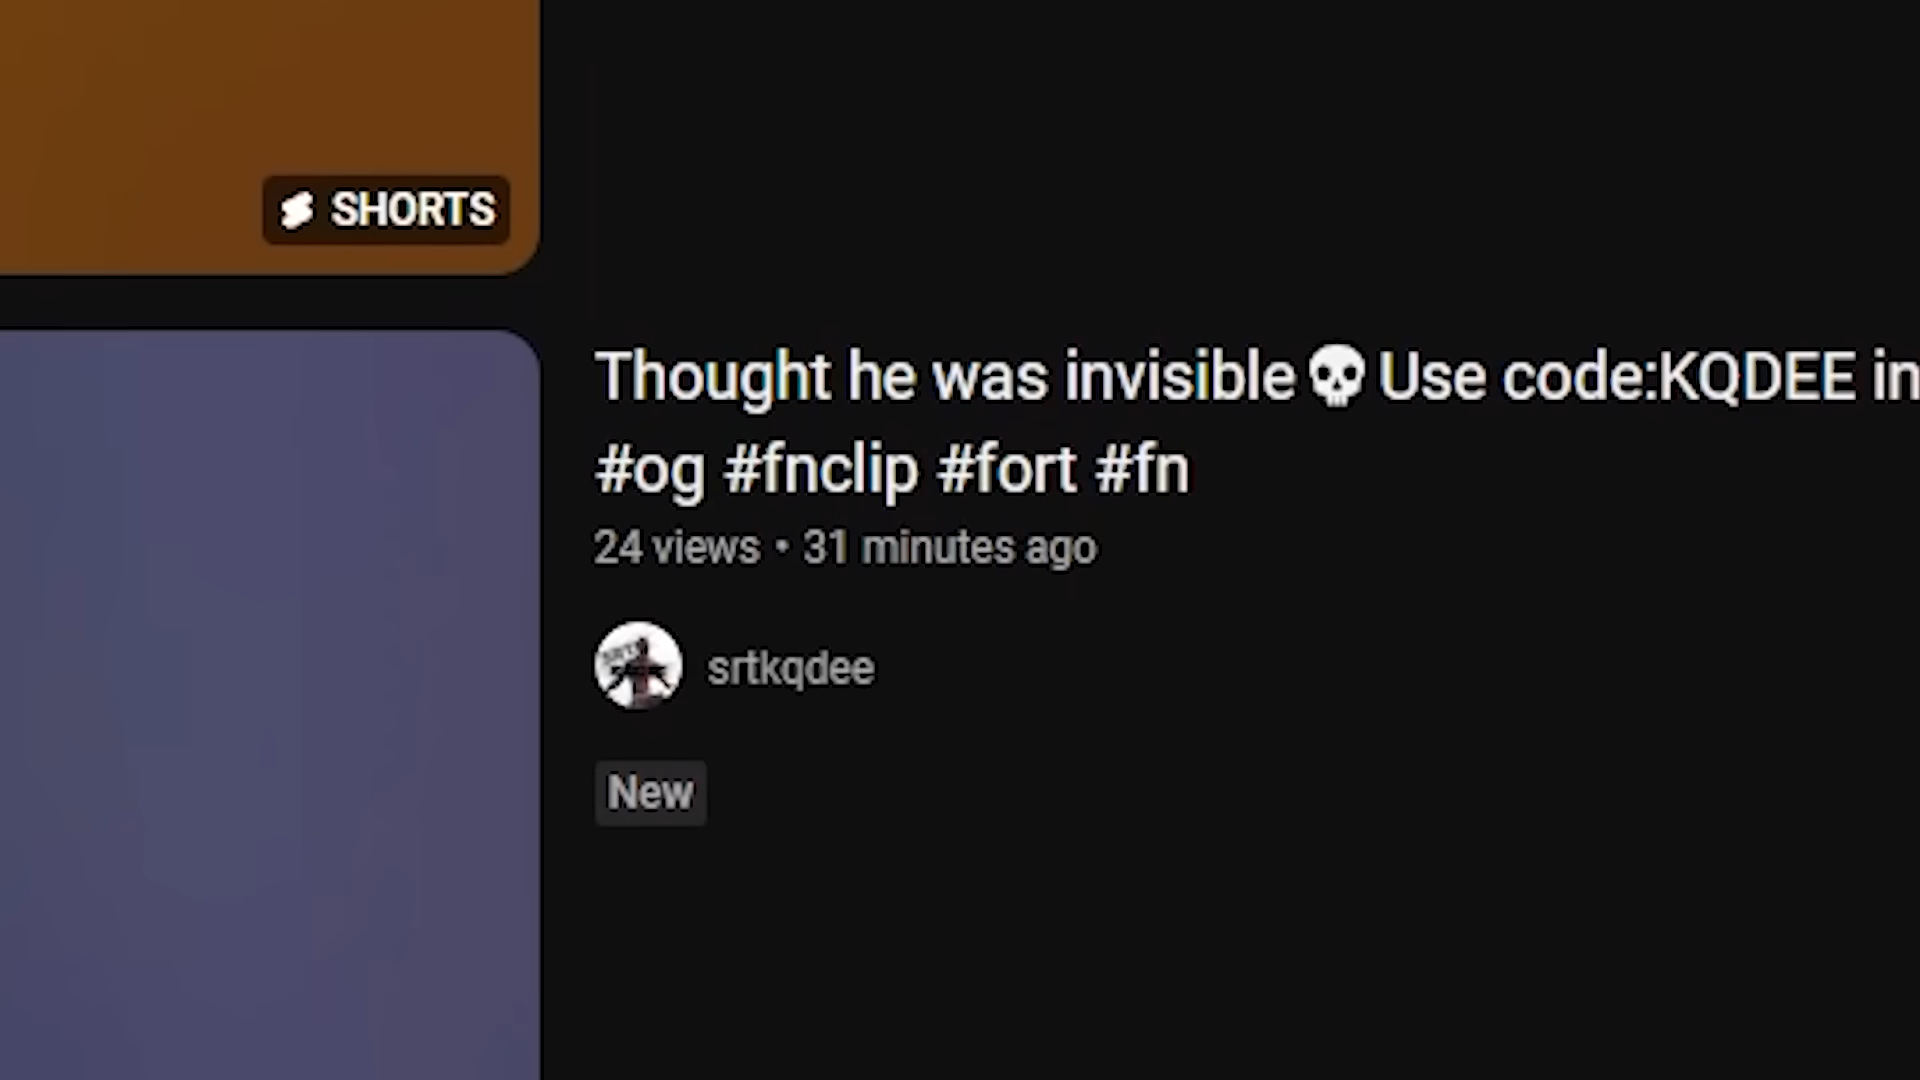 SHORTS
Thought he was invisible💀Use code:KQDEE in
#og #fnclip #fort #fn
24 views • 31 minutes ago
srtkqdee
New